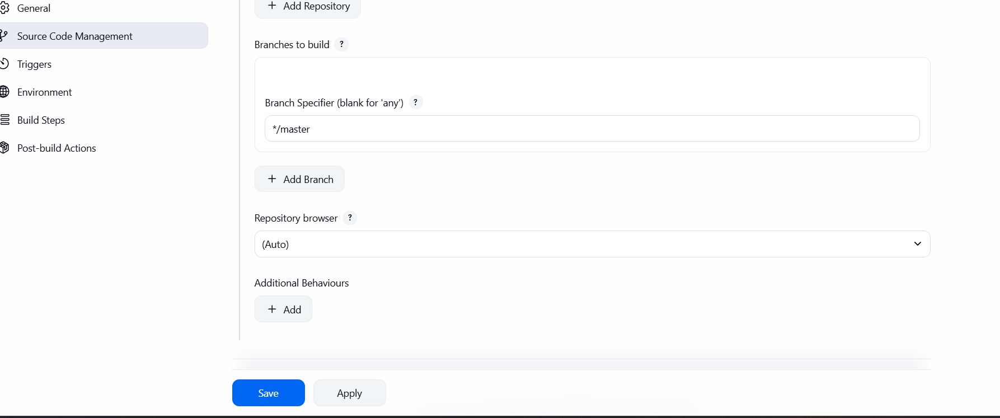 General
Source Code Management
Triggers
Environment
Build Steps
Post-build Actions
+ Add Repository
Branches to build ?
Branch Specifier (blank for 'any') ?
*/master
+ Add Branch
Repository browser ?
(Auto)
Additional Behaviours
+ Add
Save Apply